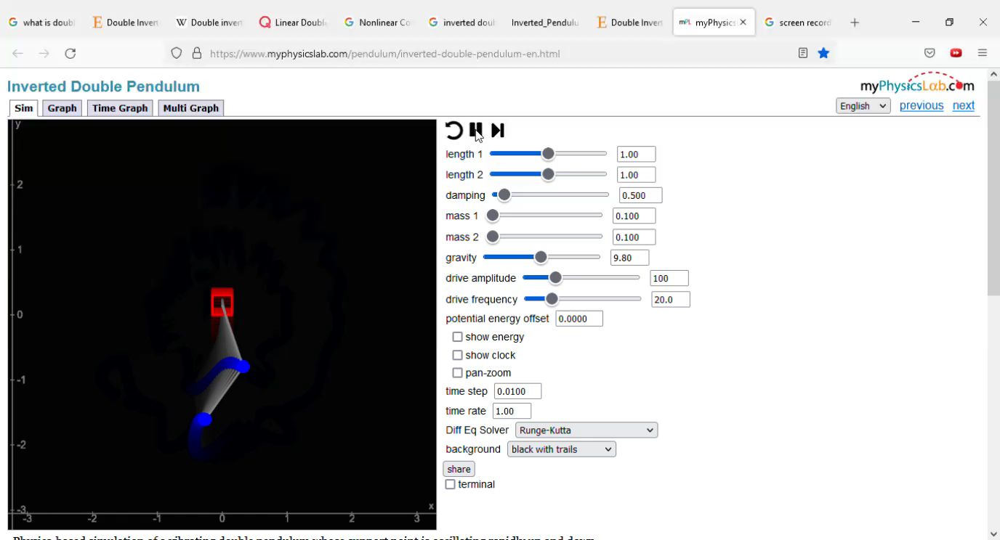 what is doubl
Double Invert
Double invert
Linear Double
Nonlinear Co
inverted doul
Inverted_Pendulu
Double Invert
myPhysics
screen record
https://www.myphysicslab.com/pendulum/inverted-double-pendulum-en.html
Inverted Double Pendulum
myPhysicsLab.com
Sim Graph Time Graph Multi Graph
English previous next
y
length 1 1.00
length 2 1.00
damping 0.500
mass 1 0.100
mass 2 0.100
gravity 9.80
drive amplitude 100
drive frequency 20.0
potential energy offset 0.0000
show energy
show clock
pan-zoom
time step 0.0100
time rate 1.00
Diff Eq Solver Runge-Kutta
background black with trails
share
terminal
2
1
0
-1
-2
-3
x
-3 -2 -1 0 1 2 3
Physics-based simulation of a vibrating double pendulum whose support point is oscillating rapidly up and down.